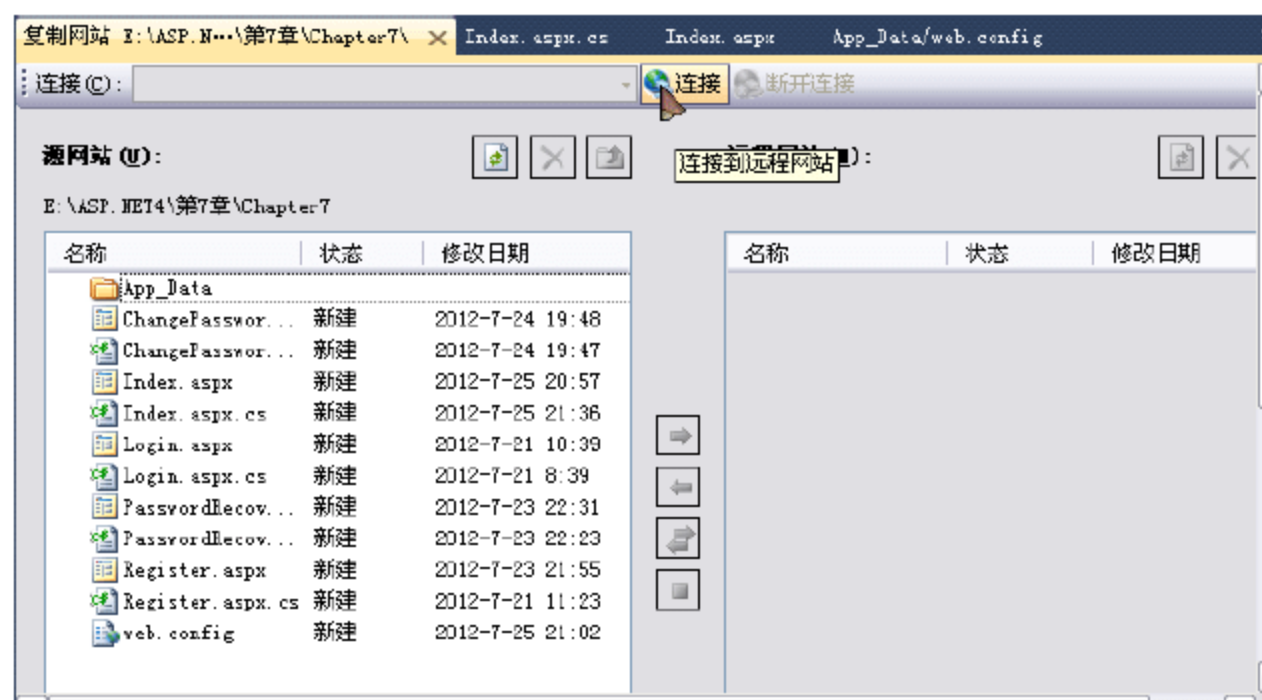 复制网站 E:\ASP.N…\第7章\Chapter7\ Index.aspx.cs Index.aspx App_Data/web.config
连接(C): 连接 断开连接
源网站(U): 连接到远程网站 ):
E:\ASP.NET4\第7章\Chapter7
名称 状态 修改日期 名称 状态 修改日期
App_Data
ChangePasswor... 新建 2012-7-24 19:48
ChangePasswor... 新建 2012-7-24 19:47
Index.aspx 新建 2012-7-25 20:57
Index.aspx.cs 新建 2012-7-25 21:36
Login.aspx 新建 2012-7-21 10:39
Login.aspx.cs 新建 2012-7-21 8:39
PasswordRecov... 新建 2012-7-23 22:31
PasswordRecov... 新建 2012-7-23 22:23
Register.aspx 新建 2012-7-23 21:55
Register.aspx.cs 新建 2012-7-21 11:23
web.config 新建 2012-7-25 21:02